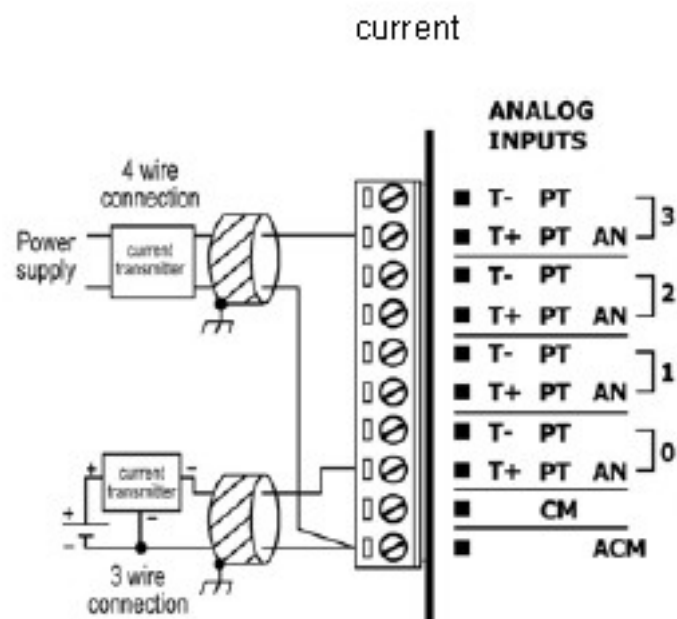 current
ANALOG
INPUTS
4 wire
connection
Power
supply
current
transmitter
T- PT
T+ PT AN
3
T- PT
T+ PT AN
2
T- PT
T+ PT AN
1
T- PT
T+ PT AN
0
CM
ACM
+
current
transmitter
-
-
+
-
3 wire
connection